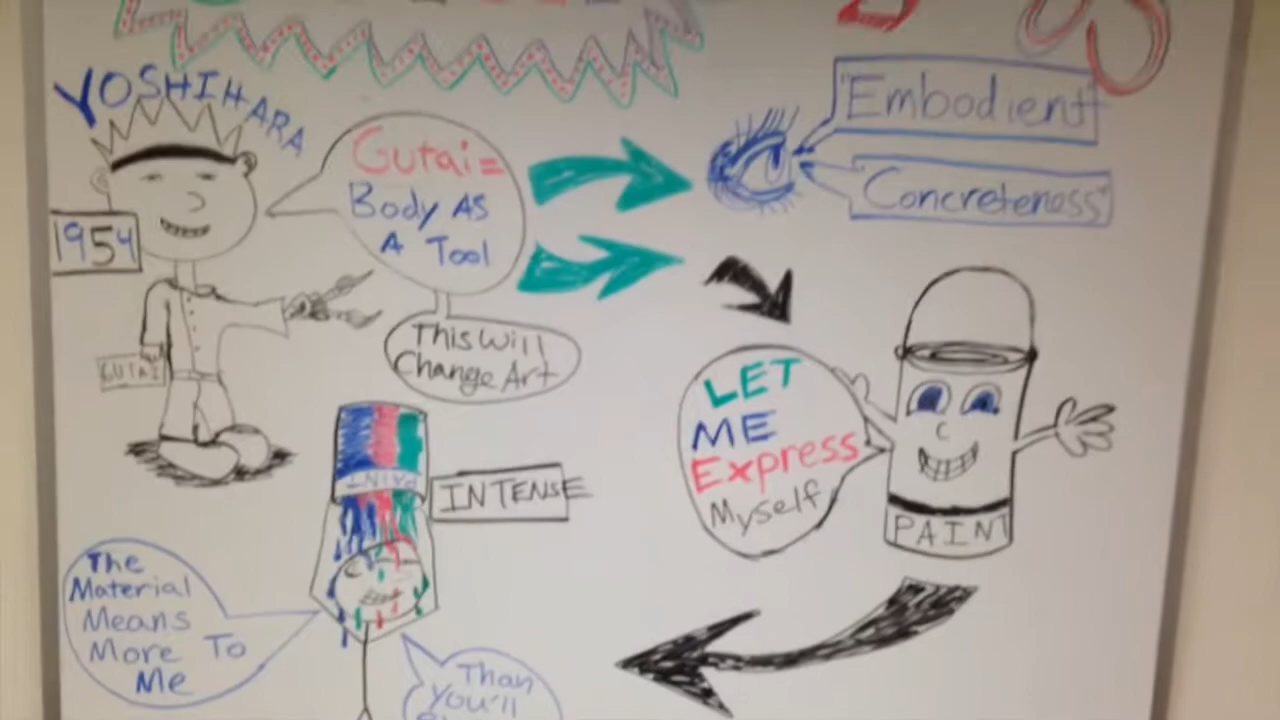 YOSHIHARA
1954
GUTAI
Gutai =
Body AS
A Tool
This Will
Change Art
"Embodient"
"Concreteness"
LET
ME
Express
Myself
PAINT
PAINT
INTENSE
The
Material
Means
More To
Me
Than
You'll